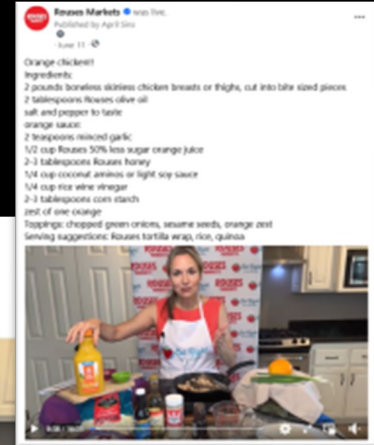 Rouses Markets was live.
Published by April Sins
June 11
Orange chicken!!
Ingredients:
2 pounds boneless skinless chicken breasts or thighs, cut into bite sized pieces
2 tablespoons Rouses olive oil
salt and pepper to taste
orange sauce:
2 teaspoons minced garlic
1/2 cup Rouses 50% less sugar orange juice
2-3 tablespoons Rouses honey
1/4 cup coconut aminos or light soy sauce
1/4 cup rice wine vinegar
2-3 tablespoons corn starch
zest of one orange
Toppings: chopped green onions, sesame seeds, orange zest
Serving suggestions: Rouses tortilla wrap, rice, quinoa
ROUSES